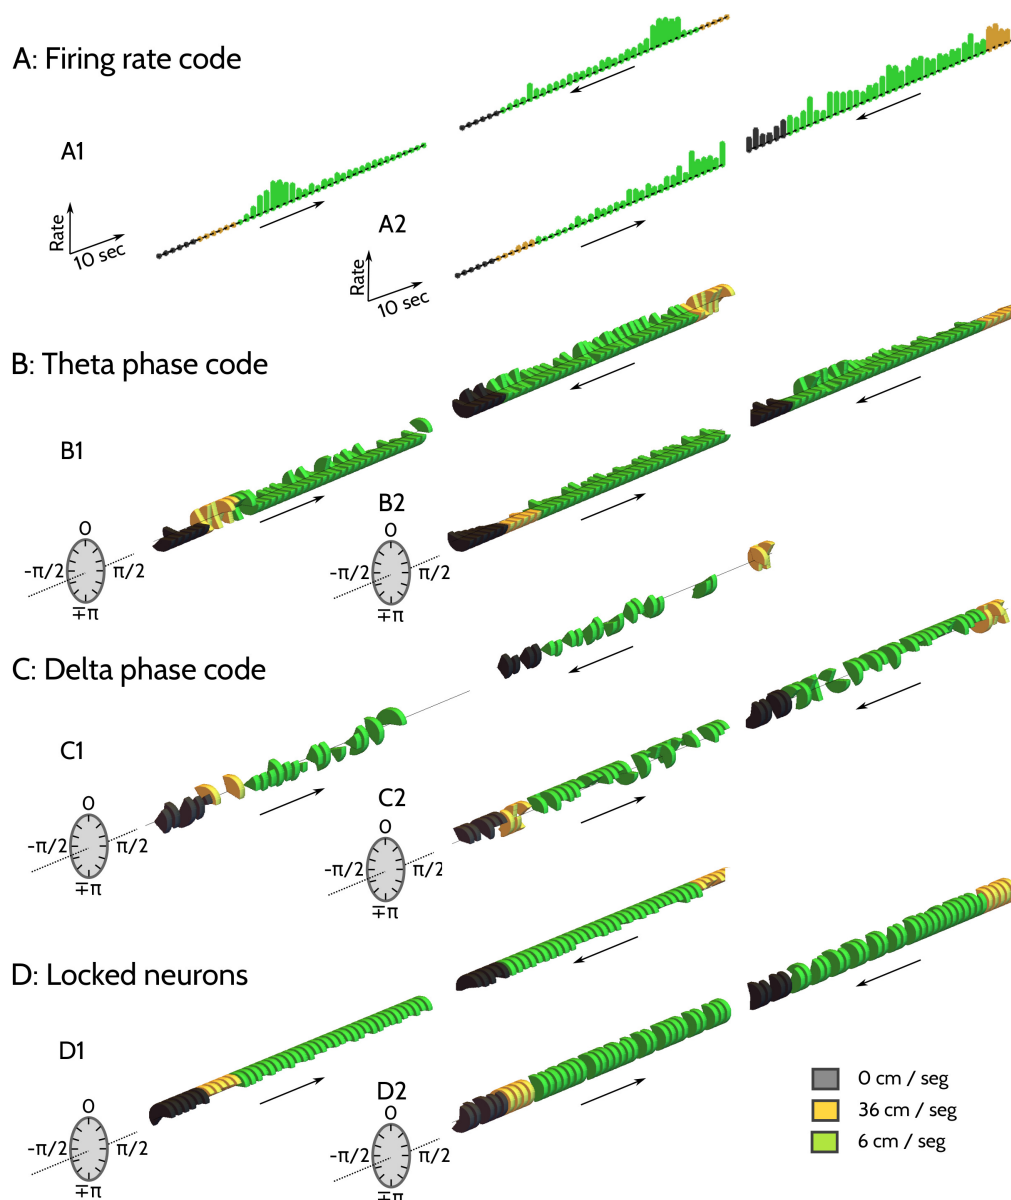 A: Firing rate code
A1
Rate
10 sec
A2
Rate
10 sec
B: Theta phase code
B1
0
-π/2
π/2
∓π
B2
0
-π/2
π/2
∓π
C: Delta phase code
C1
0
-π/2
π/2
∓π
C2
0
-π/2
π/2
∓π
D: Locked neurons
D1
0
-π/2
π/2
∓π
D2
0
-π/2
π/2
∓π
0 cm / seg
36 cm / seg
6 cm / seg